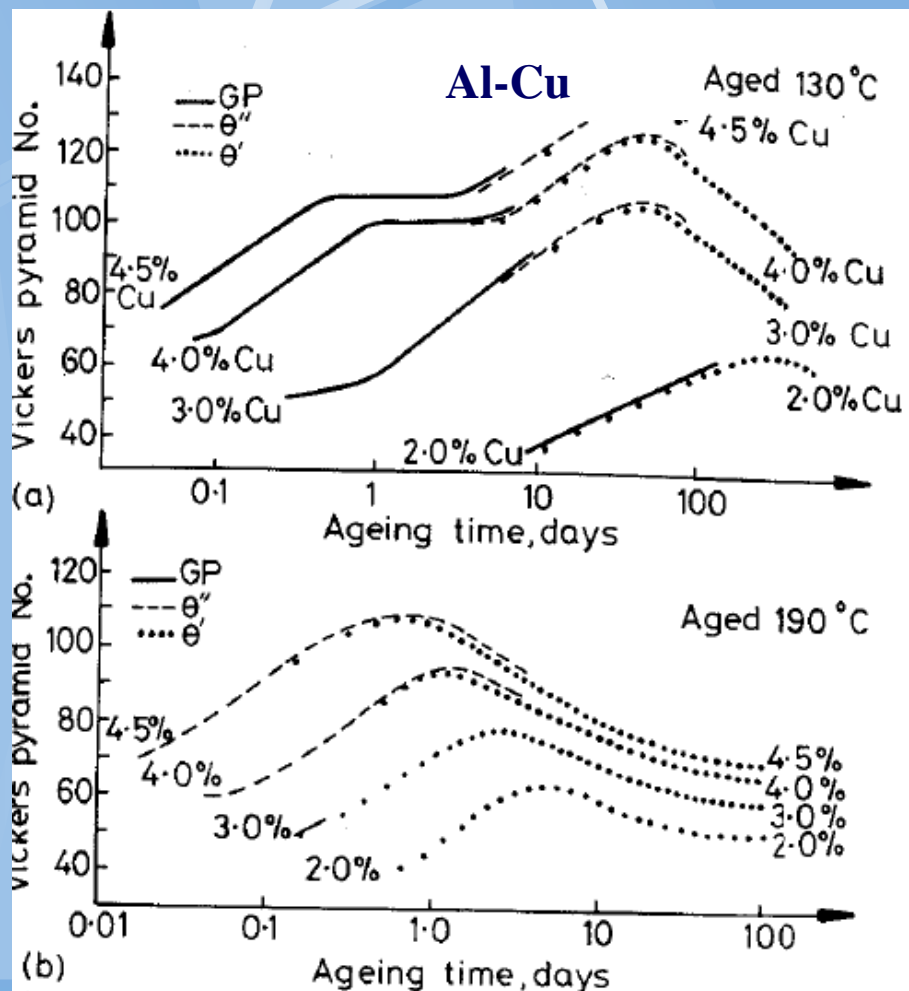 Al-Cu
Aged 130°C
GP
θ"
θ'
Vickers pyramid No.
140
120
100
80
60
40
4·5% Cu
4·5%
Cu
4·0% Cu
3·0% Cu
2·0% Cu
4·0% Cu
3·0% Cu
2·0% Cu
(a)
0·1
1
10
100
Ageing time, days
GP
θ"
θ'
Aged 190°C
Vickers pyramid No.
120
100
80
60
40
4·5%
4·0%
3·0%
2·0%
4·5%
4·0%
3·0%
2·0%
0·01
0·1
1·0
10
100
(b)
Ageing time, days